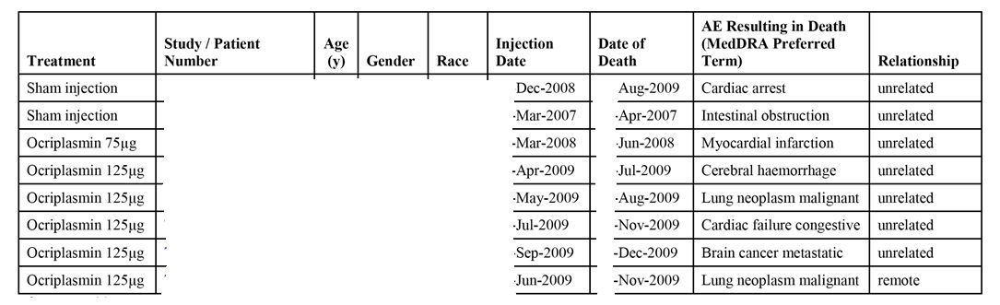 Treatment | Study / Patient Number | Age (y) | Gender | Race | Injection Date | Date of Death | AE Resulting in Death (MedDRA Preferred Term) | Relationship
Sham injection Dec-2008 Aug-2009 Cardiac arrest unrelated
Sham injection -Mar-2007 -Apr-2007 Intestinal obstruction unrelated
Ocriplasmin 75µg -Mar-2008 -Jun-2008 Myocardial infarction unrelated
Ocriplasmin 125µg -Apr-2009 -Jul-2009 Cerebral haemorrhage unrelated
Ocriplasmin 125µg -May-2009 -Aug-2009 Lung neoplasm malignant unrelated
Ocriplasmin 125µg -Jul-2009 -Nov-2009 Cardiac failure congestive unrelated
Ocriplasmin 125µg -Sep-2009 -Dec-2009 Brain cancer metastatic unrelated
Ocriplasmin 125µg -Jun-2009 -Nov-2009 Lung neoplasm malignant remote